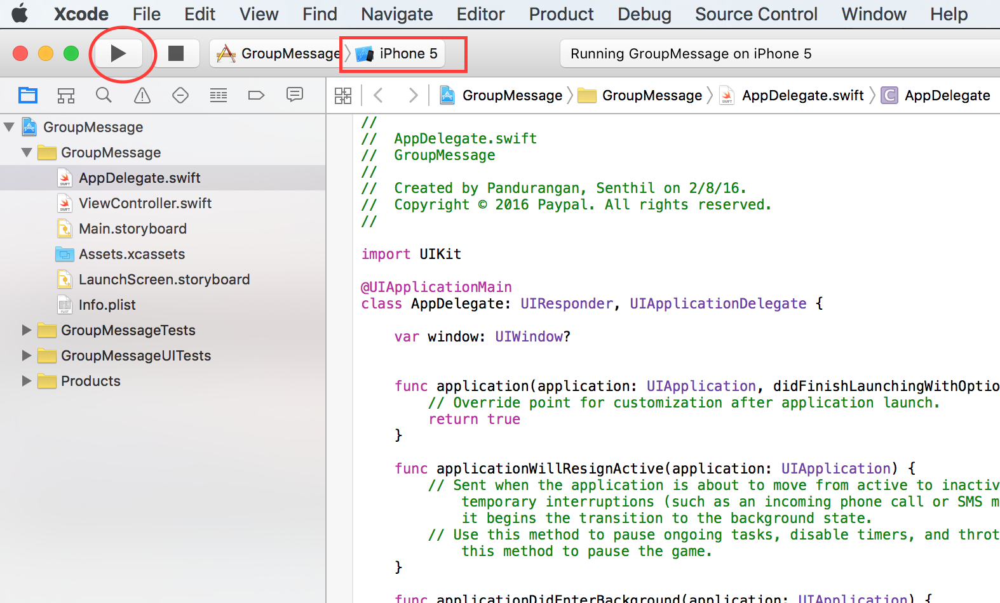 Xcode File Edit View Find Navigate Editor Product Debug Source Control Window Help
GroupMessage iPhone 5 Running GroupMessage on iPhone 5
GroupMessage GroupMessage AppDelegate.swift C AppDelegate
GroupMessage
GroupMessage
AppDelegate.swift
ViewController.swift
Main.storyboard
Assets.xcassets
LaunchScreen.storyboard
Info.plist
GroupMessageTests
GroupMessageUITests
Products
//
// AppDelegate.swift
// GroupMessage
//
// Created by Pandurangan, Senthil on 2/8/16.
// Copyright © 2016 Paypal. All rights reserved.
//
import UIKit
@UIApplicationMain
class AppDelegate: UIResponder, UIApplicationDelegate {
var window: UIWindow?
func application(application: UIApplication, didFinishLaunchingWithOptio
// Override point for customization after application launch.
return true
}
func applicationWillResignActive(application: UIApplication) {
// Sent when the application is about to move from active to inactiv
temporary interruptions (such as an incoming phone call or SMS m
it begins the transition to the background state.
// Use this method to pause ongoing tasks, disable timers, and throt
this method to pause the game.
}
func applicationDidEnterBackground(application: UIApplication) {